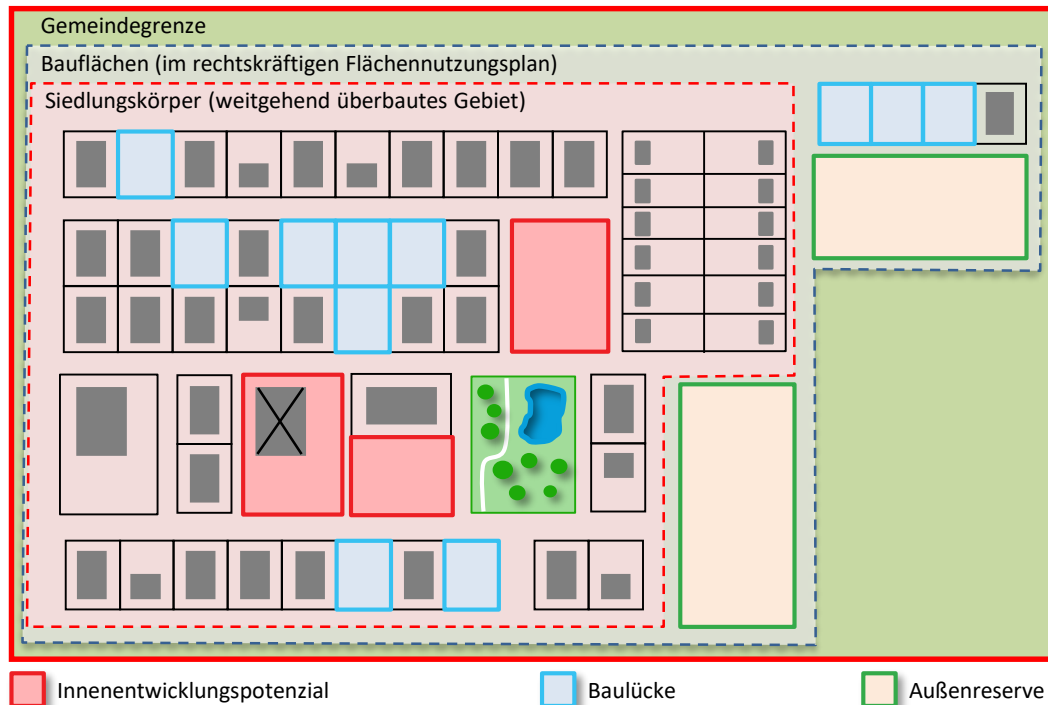 Gemeindegrenze
Bauflächen (im rechtskräftigen Flächennutzungsplan)
Siedlungskörper (weitgehend überbautes Gebiet)
Innenentwicklungspotenzial
Baulücke
Außenreserve